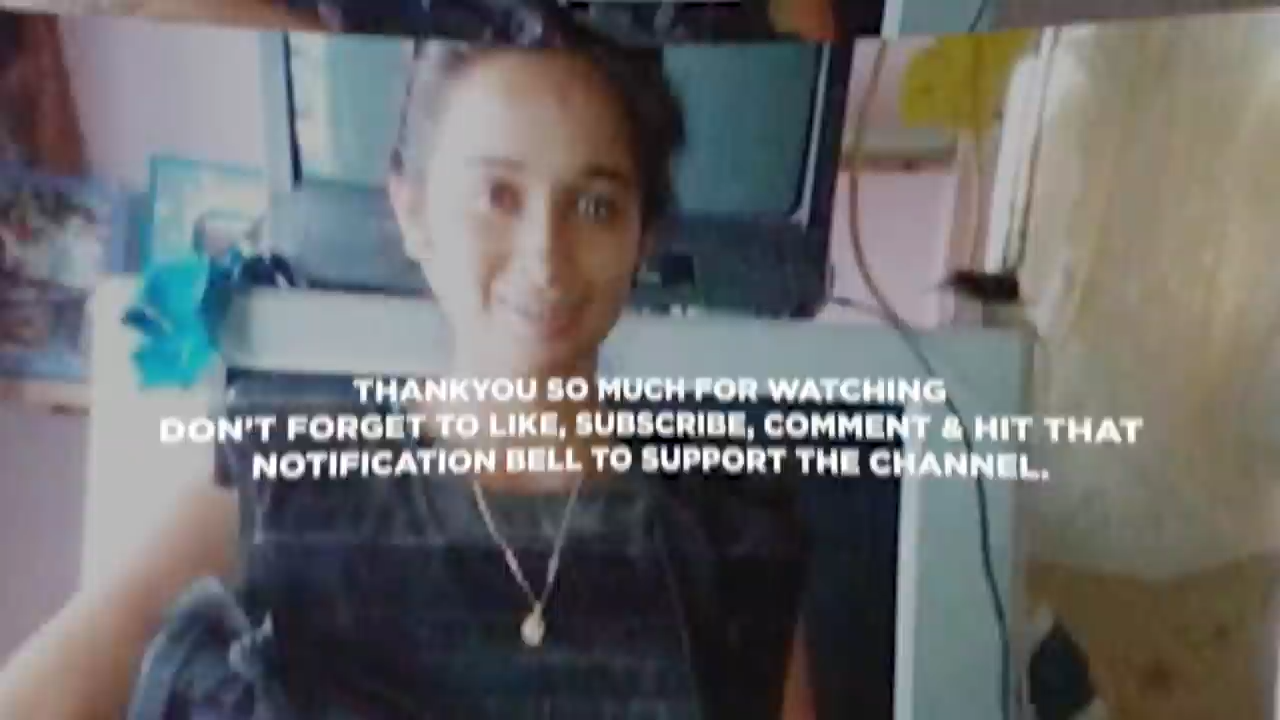 THANKYOU SO MUCH FOR WATCHING
DON'T FORGET TO LIKE, SUBSCRIBE, COMMENT & HIT THAT
NOTIFICATION BELL TO SUPPORT THE CHANNEL.